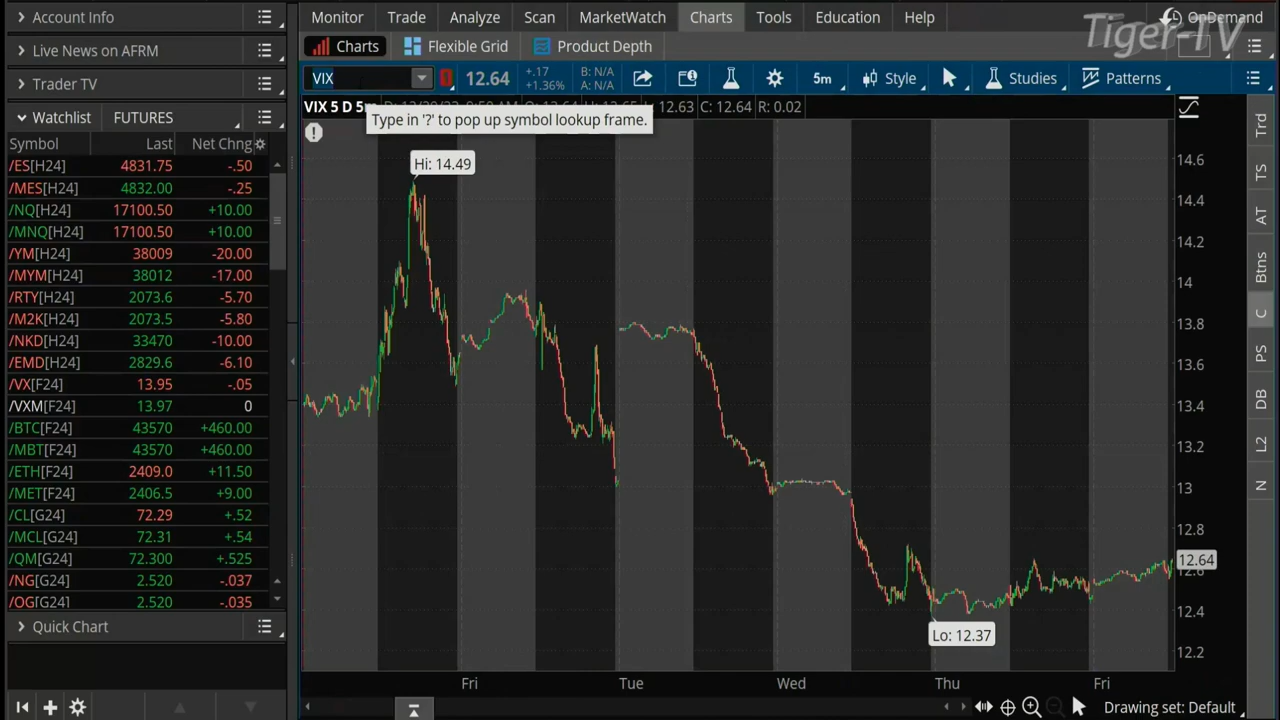 Account Info
Live News on AFRM
Trader TV
Watchlist FUTURES
Symbol Last Net Chng
/ES[H24] 4831.75 -.50
/MES[H24] 4832.00 -.25
/NQ[H24] 17100.50 +10.00
/MNQ[H24] 17100.50 +10.00
/YM[H24] 38009 -20.00
/MYM[H24] 38012 -17.00
/RTY[H24] 2073.6 -5.70
/M2K[H24] 2073.5 -5.80
/NKD[H24] 33470 -10.00
/EMD[H24] 2829.6 -6.10
/VX[F24] 13.95 -.05
/VXM[F24] 13.97 0
/BTC[F24] 43570 +460.00
/MBT[F24] 43570 +460.00
/ETH[F24] 2409.0 +11.50
/MET[F24] 2406.5 +9.00
/CL[G24] 72.29 +.52
/MCL[G24] 72.31 +.54
/QM[G24] 72.300 +.525
/NG[G24] 2.520 -.037
/OG[G24] 2.520 -.035
Quick Chart
Monitor Trade Analyze Scan MarketWatch Charts Tools Education Help OnDemand
Tiger-TV
Charts Flexible Grid Product Depth
VIX 12.64 +.17 +1.36% B: N/A A: N/A 5m Style Studies Patterns
VIX 5 D 12.63 C: 12.64 R: 0.02
Type in '?' to pop up symbol lookup frame.
Hi: 14.49
14.6
14.4
14.2
14
13.8
13.6
13.4
13.2
13
12.8
12.64
12.4
12.2
Lo: 12.37
Fri Tue Wed Thu Fri
Drawing set: Default
Trd
TS
AT
Btns
C
PS
DB
L2
N